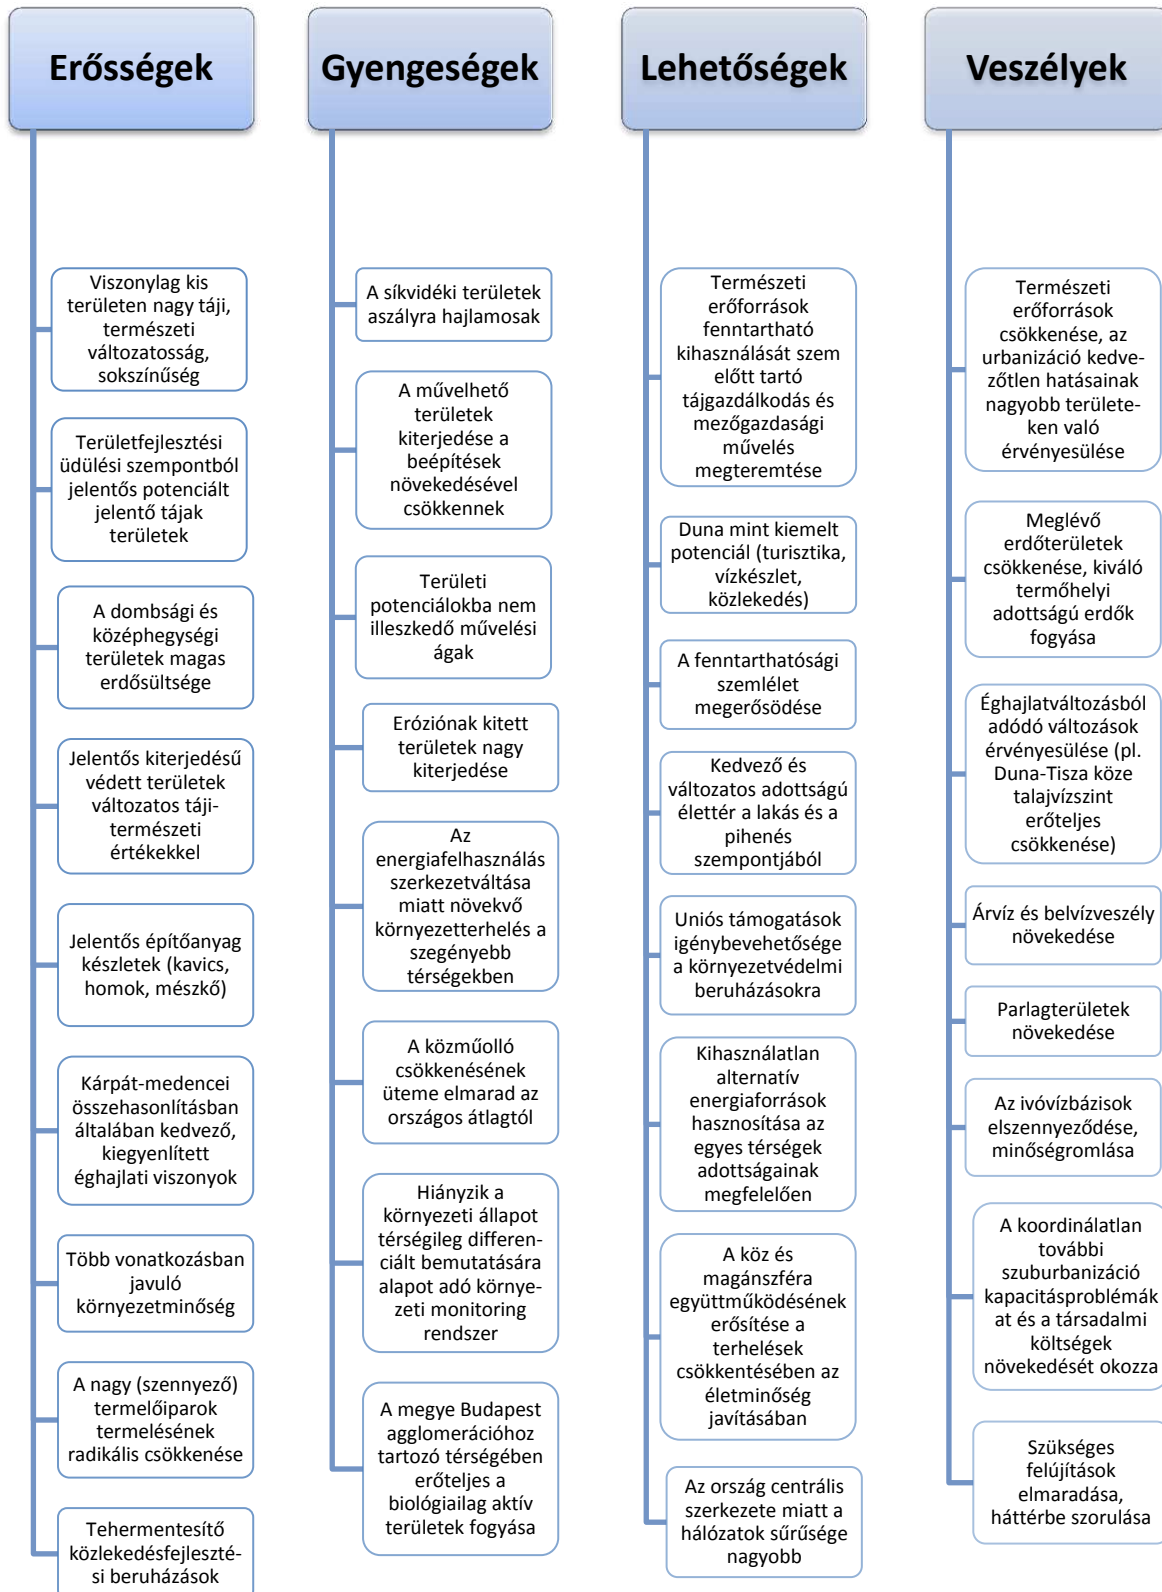 Erősségek
Viszonylag kis
területen nagy táji,
természeti
változatosság,
sokszínűség
Területfejlesztési
üdülési szempontból
jelentős potenciált
jelentő tájak
területek
A dombsági és
középhegységi
területek magas
erdősültsége
Jelentős kiterjedésű
védett területek
változatos táji-
természeti
értékekkel
Jelentős építőanyag
készletek (kavics,
homok, mészkő)
Kárpát-medencei
összehasonlításban
általában kedvező,
kiegyenlített
éghajlati viszonyok
Több vonatkozásban
javuló
környezetminőség
A nagy (szennyező)
termelőiparok
termelésének
radikális csökkenése
Tehermentesítő
közlekedésfejleszté-
si beruházások
Gyengeségek
A síkvidéki területek
aszályra hajlamosak
A művelhető
területek
kiterjedése a
beépítések
növekedésével
csökkennek
Területi
potenciálokba nem
illeszkedő művelési
ágak
Eróziónak kitett
területek nagy
kiterjedése
Az
energiafelhasználás
szerkezetváltása
miatt növekvő
környezetterhelés a
szegényebb
térségekben
A közműolló
csökkenésének
üteme elmarad az
országos átlagtól
Hiányzik a
környezeti állapot
térségileg differen-
ciált bemutatására
alapot adó környe-
zeti monitoring
rendszer
A megye Budapest
agglomerációhoz
tartozó térségében
erőteljes a
biológiailag aktív
területek fogyása
Lehetőségek
Természeti
erőforrások
fenntartható
kihasználását szem
előtt tartó
tájgazdálkodás és
mezőgazdasági
művelés
megteremtése
Duna mint kiemelt
potenciál (turisztika,
vízkészlet,
közlekedés)
A fenntarthatósági
szemlélet
megerősödése
Kedvező és
változatos adottságú
élettér a lakás és a
pihenés
szempontjából
Uniós támogatások
igénybevehetősége
a környezetvédelmi
beruházásokra
Kihasználatlan
alternatív
energiaforrások
hasznosítása az
egyes térségek
adottságainak
megfelelően
A köz és
magánszféra
együttműködésének
erősítése a
terhelések
csökkentésében az
életminőség
javításában
Az ország centrális
szerkezete miatt a
hálózatok sűrűsége
nagyobb
Veszélyek
Természeti
erőforrások
csökkenése, az
urbanizáció kedve-
zőtlen hatásainak
nagyobb területe-
ken való
érvényesülése
Meglévő
erdőterületek
csökkenése, kiváló
termőhelyi
adottságú erdők
fogyása
Éghajlatváltozásból
adódó változások
érvényesülése (pl.
Duna-Tisza köze
talajvízszint
erőteljes
csökkenése)
Árvíz és belvízveszély
növekedése
Parlagterületek
növekedése
Az ivóvízbázisok
elszennyeződése,
minőségromlása
A koordinálatlan
további
szuburbanizáció
kapacitásproblémák
at és a társadalmi
költségek
növekedését okozza
Szükséges
felújítások
elmaradása,
háttérbe szorulása